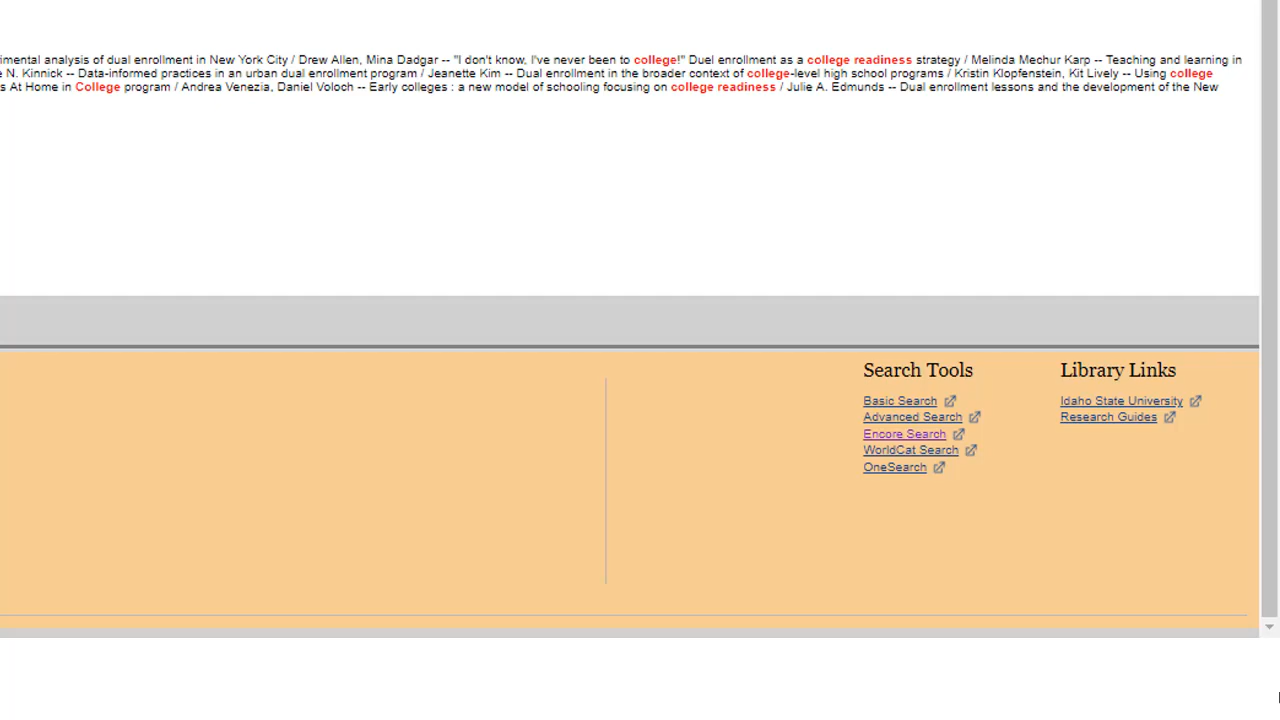 imental analysis of dual enrollment in New York City / Drew Allen, Mina Dadgar -- "I don't know, I've never been to college!" Duel enrollment as a college readiness strategy / Melinda Mechur Karp -- Teaching and learning in
e N. Kinnick -- Data-informed practices in an urban dual enrollment program / Jeanette Kim -- Dual enrollment in the broader context of college-level high school programs / Kristin Klopfenstein, Kit Lively -- Using college
s At Home in College program / Andrea Venezia, Daniel Voloch -- Early colleges : a new model of schooling focusing on college readiness / Julie A. Edmunds -- Dual enrollment lessons and the development of the New
Search Tools
Basic Search
Advanced Search
Encore Search
WorldCat Search
OneSearch
Library Links
Idaho State University
Research Guides